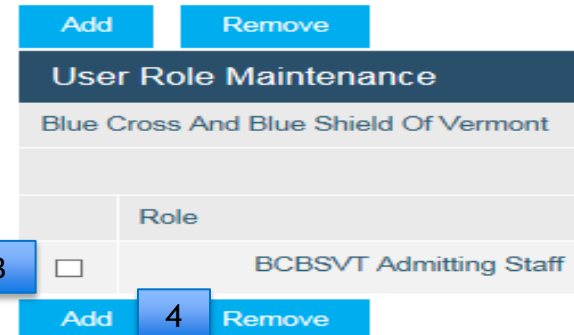 Add Remove
User Role Maintenance
Blue Cross And Blue Shield Of Vermont
Role
3 BCBSVT Admitting Staff
Add 4 Remove